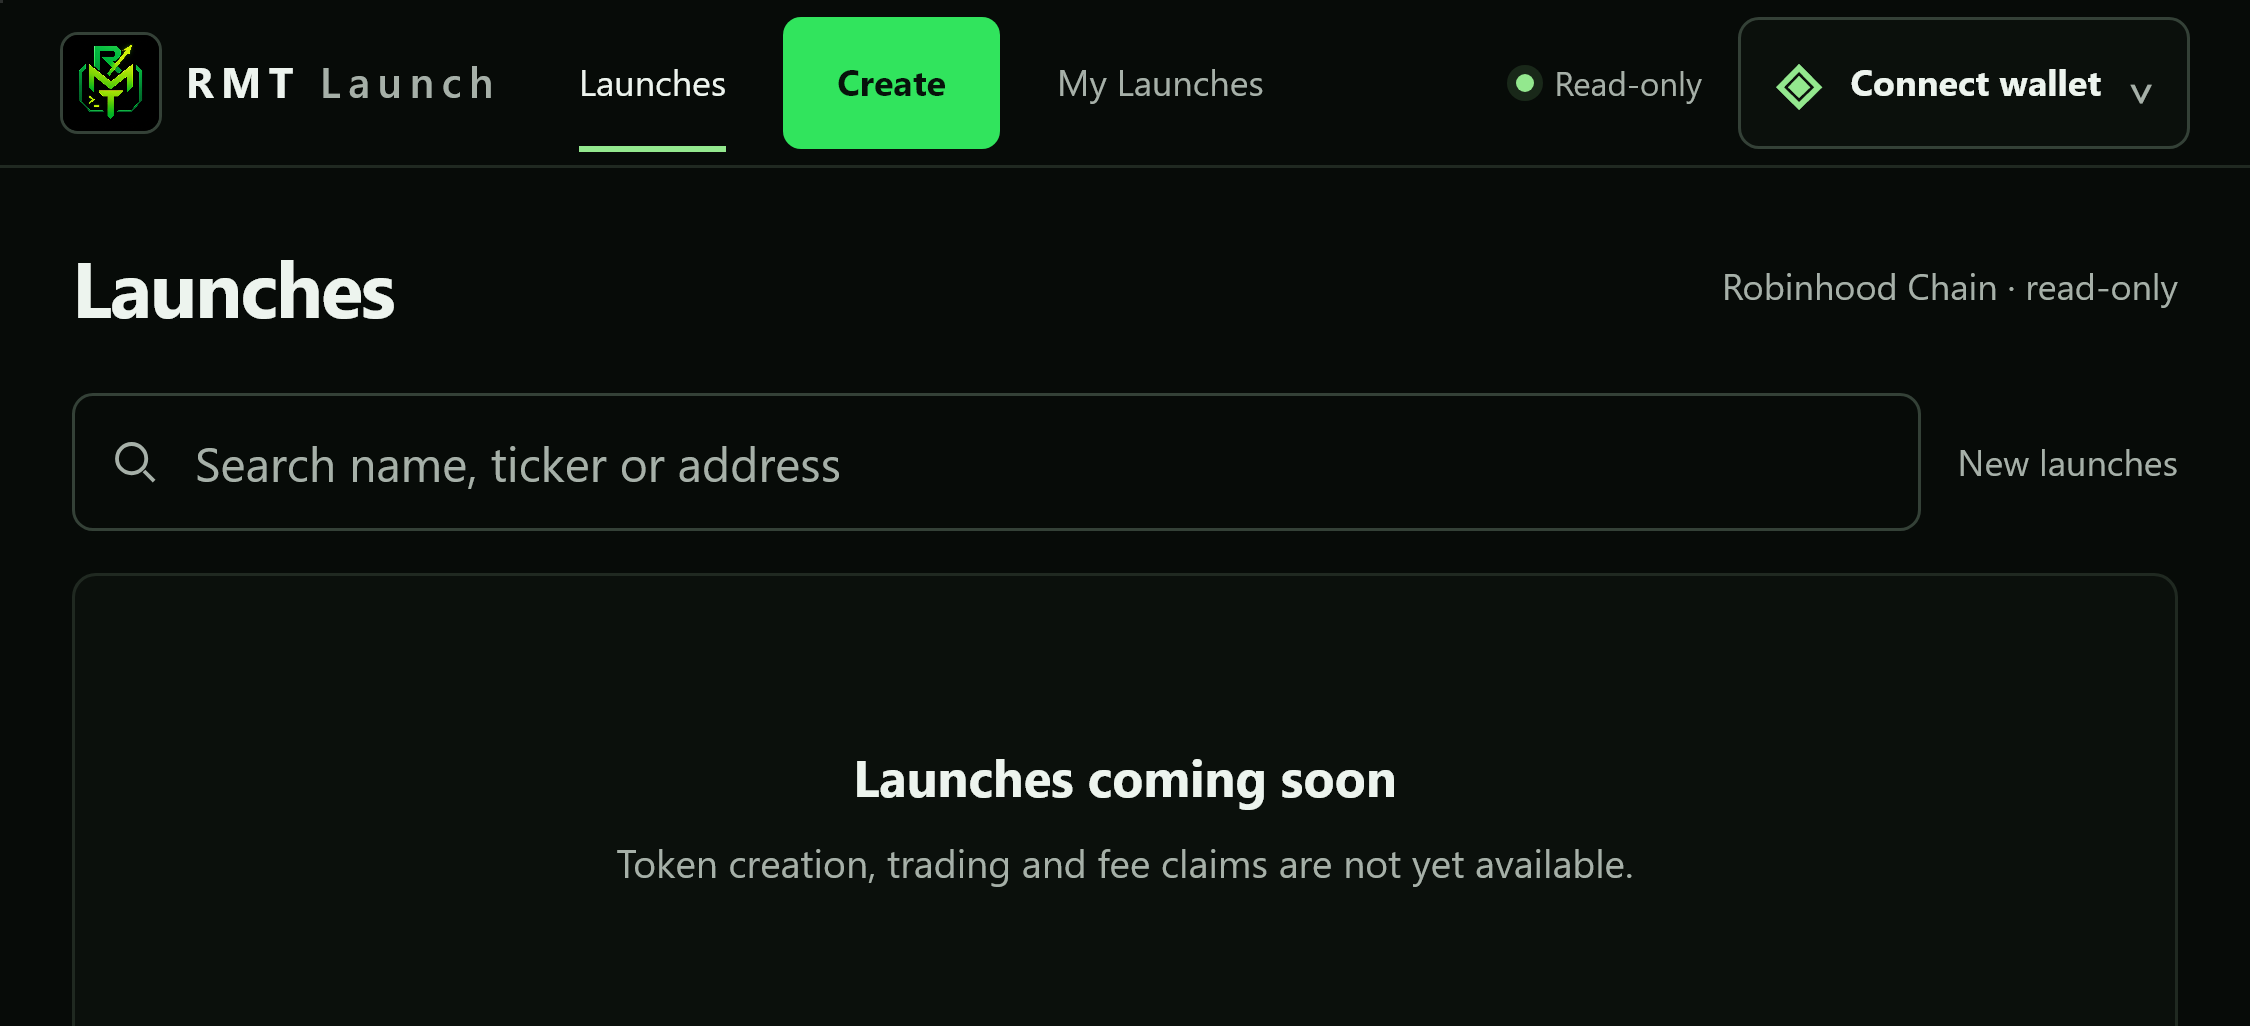 RMT Launch
Launches
Create
My Launches
Read-only
Connect wallet
Launches
Robinhood Chain · read-only
Search name, ticker or address
New launches
Launches coming soon
Token creation, trading and fee claims are not yet available.